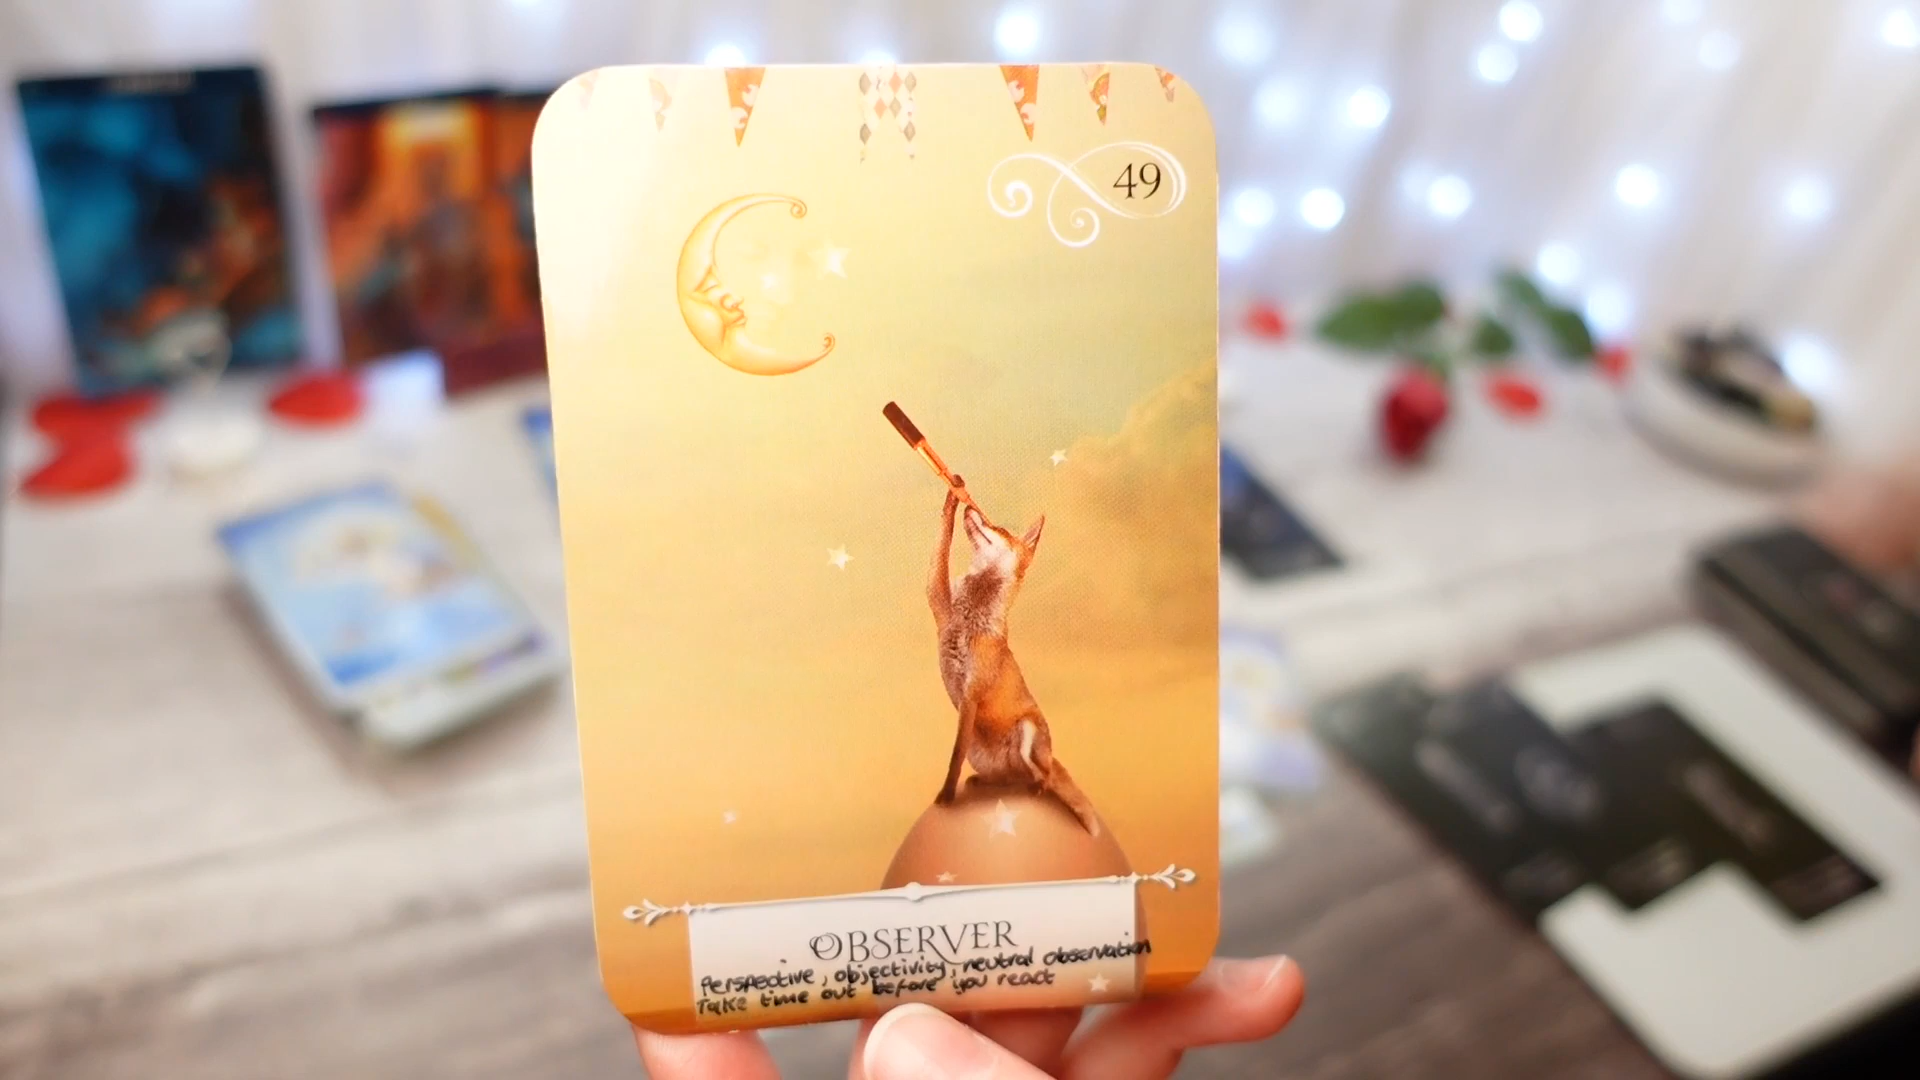 49
OBSERVER
Perspective, objectivity, neutral observation
Take time out before you react